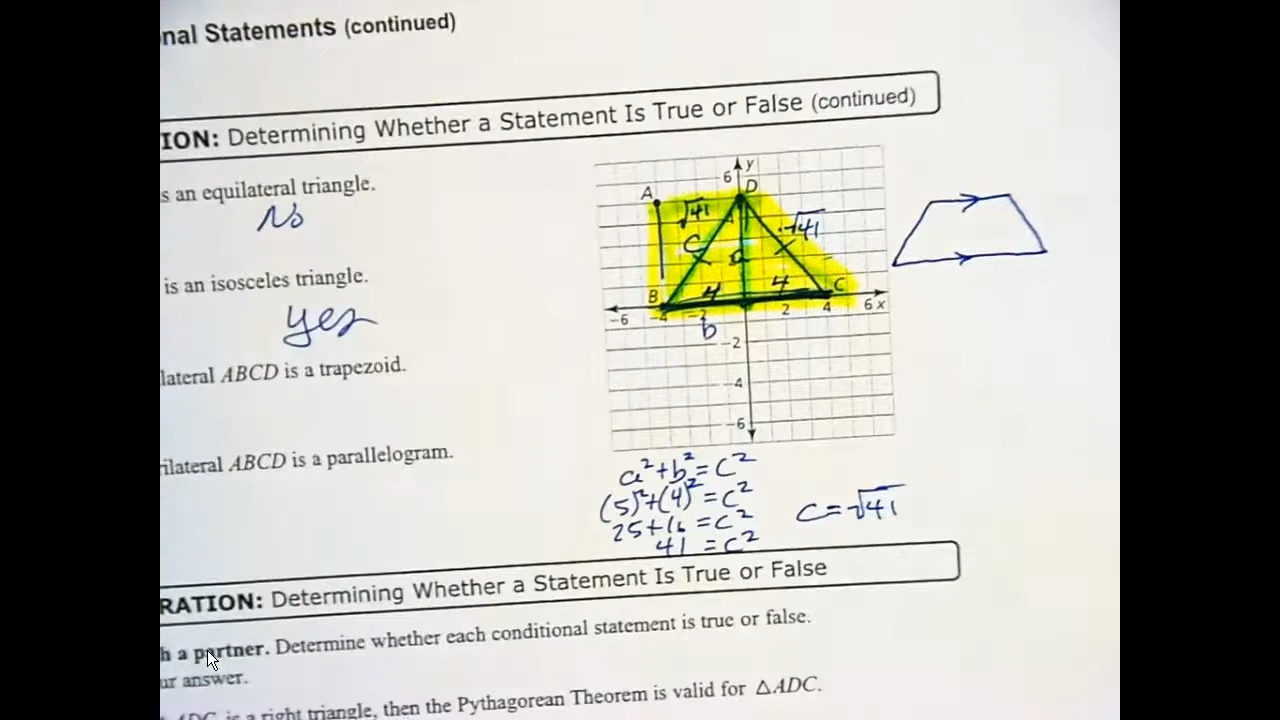 nal Statements (continued)
ION: Determining Whether a Statement Is True or False (continued)
s an equilateral triangle.
No
is an isosceles triangle.
yes
lateral ABCD is a trapezoid.
ilateral ABCD is a parallelogram.
6 y
A D
√41 √41
C a
B 4 4 C
-6 -4 -2 2 4 6 x
b
-2
-4
-6
a²+b²=c²
(5)²+(4)²=c²
25+16=c²
41=c²
c=√41
RATION: Determining Whether a Statement Is True or False
h a partner. Determine whether each conditional statement is true or false.
ur answer.
ADC is a right triangle, then the Pythagorean Theorem is valid for △ADC.